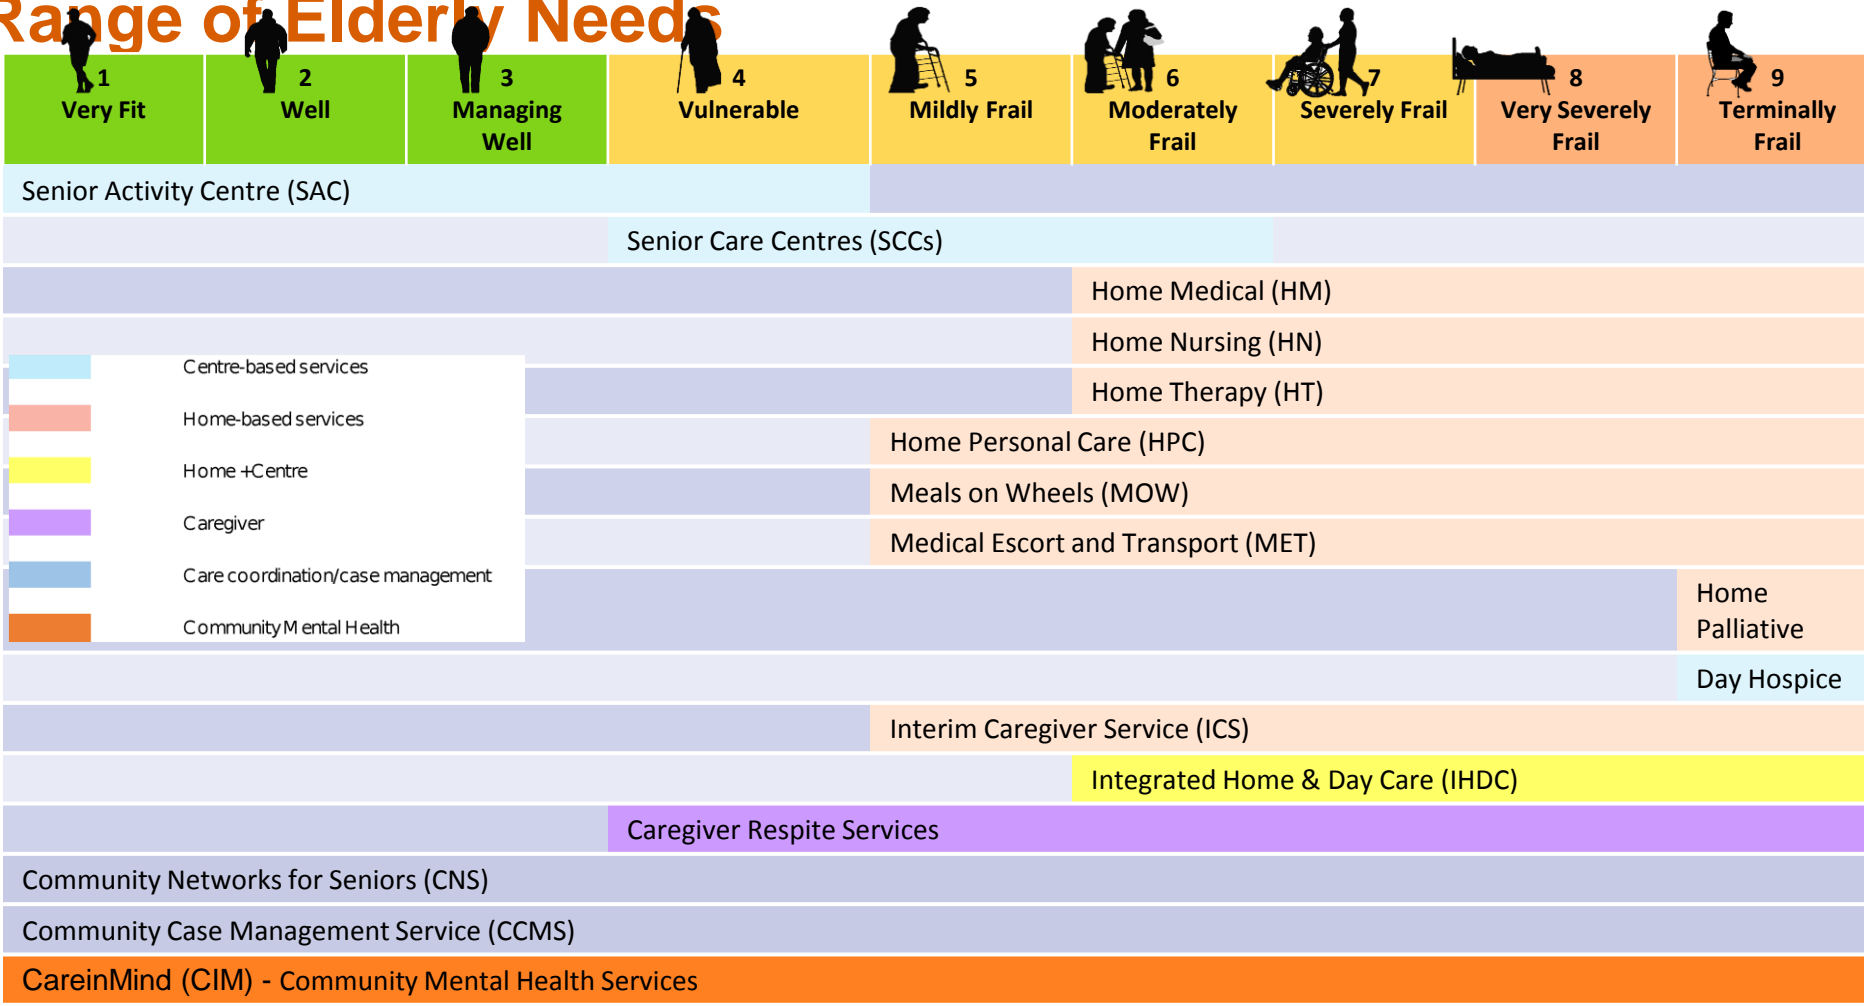 Range of Elderly Needs
1
Very Fit
2
Well
3
Managing
Well
4
Vulnerable
5
Mildly Frail
6
Moderately
Frail
7
Severely Frail
8
Very Severely
Frail
9
Terminally
Frail
Senior Activity Centre (SAC)
Senior Care Centres (SCCs)
Home Medical (HM)
Home Nursing (HN)
Home Therapy (HT)
Home Personal Care (HPC)
Meals on Wheels (MOW)
Medical Escort and Transport (MET)
Home
Palliative
Day Hospice
Interim Caregiver Service (ICS)
Integrated Home & Day Care (IHDC)
Caregiver Respite Services
Community Networks for Seniors (CNS)
Community Case Management Service (CCMS)
CareinMind (CIM) - Community Mental Health Services
Centre-based services
Home-based services
Home +Centre
Caregiver
Care coordination/case management
Community Mental Health